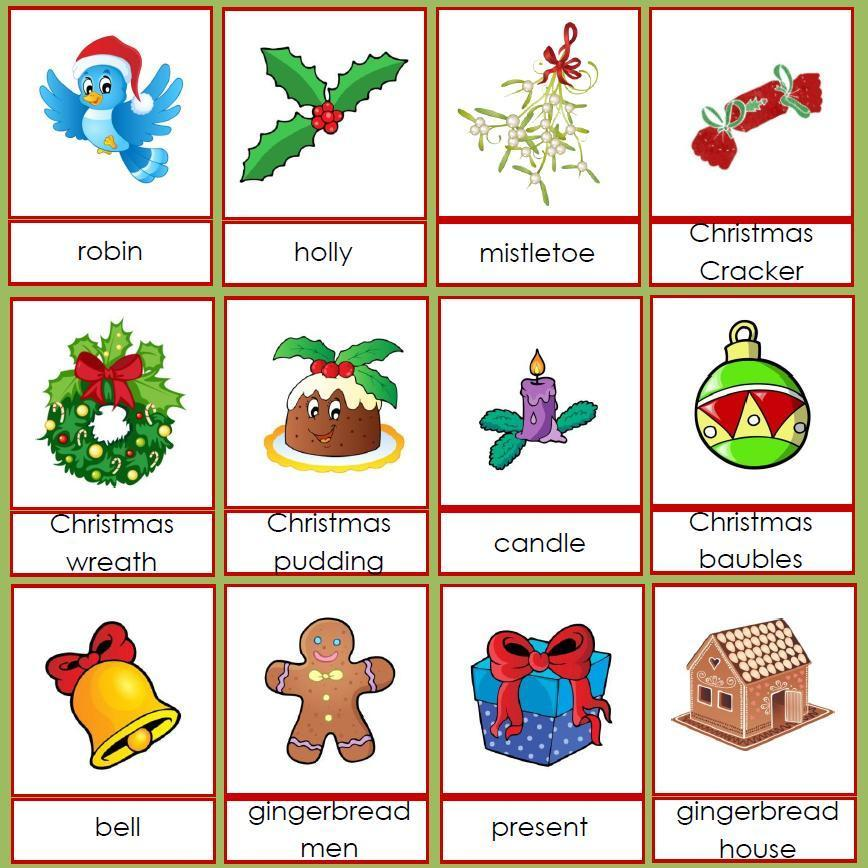 robin
holly
mistletoe
Christmas
Cracker
Christmas
wreath
Christmas
pudding
candle
Christmas
baubles
bell
gingerbread
men
present
gingerbread
house